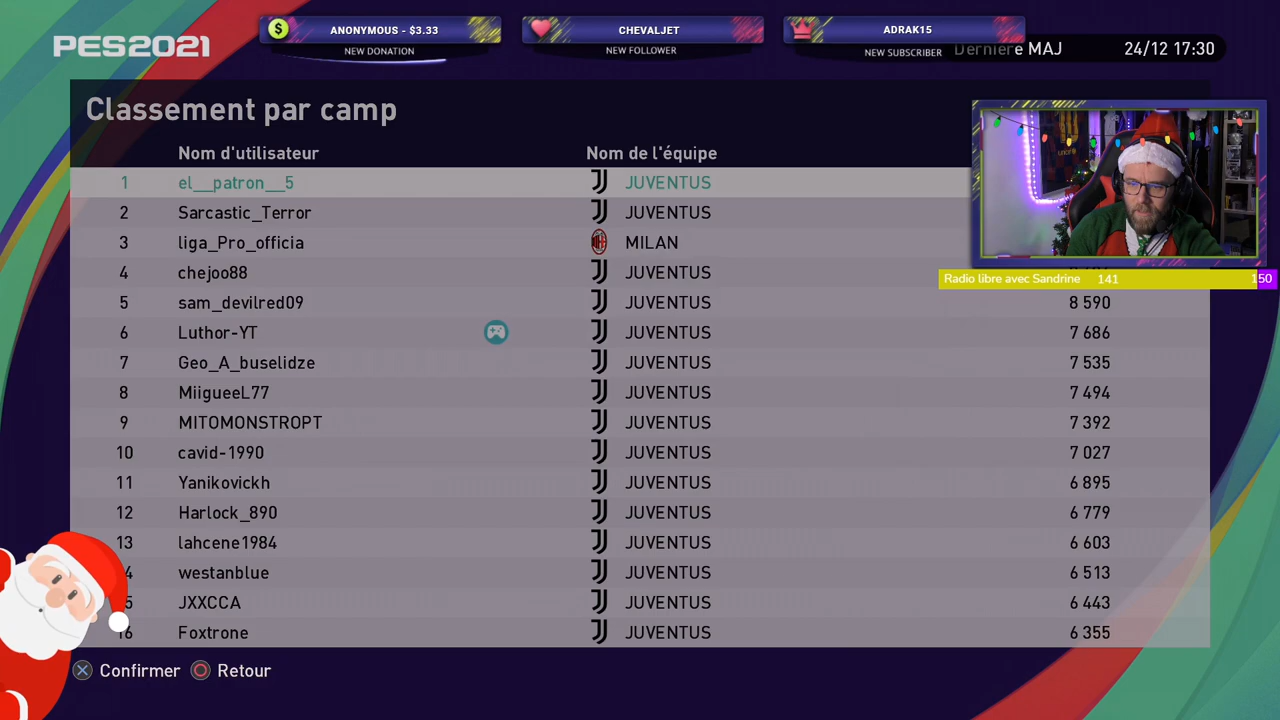 PES2021
$ ANONYMOUS - $3.33
NEW DONATION
CHEVALJET
NEW FOLLOWER
ADRAK15
NEW SUBSCRIBER
Dernière MAJ 24/12 17:30
Classement par camp
Nom d'utilisateur Nom de l'équipe
1 el__patron__5 JUVENTUS
2 Sarcastic_Terror JUVENTUS
3 liga_Pro_officia MILAN
4 chejoo88 JUVENTUS
Radio libre avec Sandrine 141 150
5 sam_devilred09 JUVENTUS 8 590
6 Luthor-YT JUVENTUS 7 686
7 Geo_A_buselidze JUVENTUS 7 535
8 MiigueeL77 JUVENTUS 7 494
9 MITOMONSTROPT JUVENTUS 7 392
10 cavid-1990 JUVENTUS 7 027
11 Yanikovickh JUVENTUS 6 895
12 Harlock_890 JUVENTUS 6 779
13 lahcene1984 JUVENTUS 6 603
4 westanblue JUVENTUS 6 513
5 JXXCCA JUVENTUS 6 443
16 Foxtrone JUVENTUS 6 355
Confirmer Retour